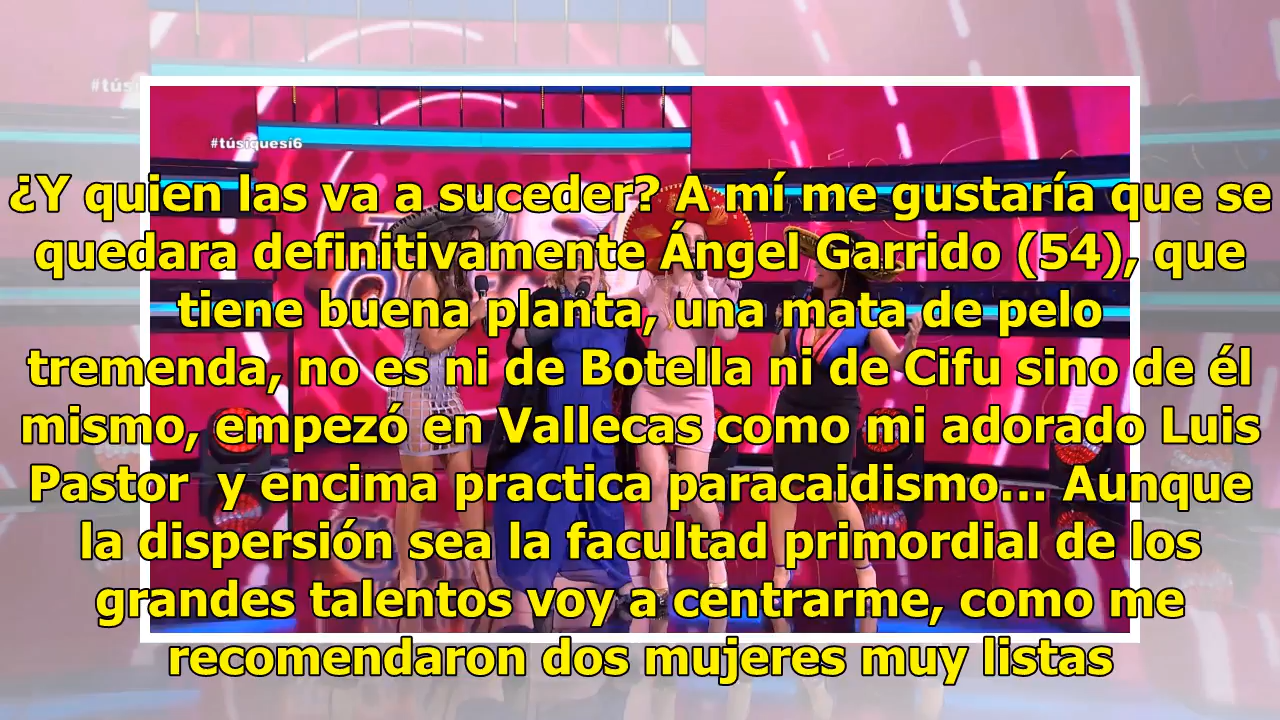 #túsíquesí6
¿Y quien las va a suceder? A mí me gustaría que se
quedara definitivamente Ángel Garrido (54), que
tiene buena planta, una mata de pelo
tremenda, no es ni de Botella ni de Cifu sino de él
mismo, empezó en Vallecas como mi adorado Luis
Pastor  y encima practica paracaidismo... Aunque
la dispersión sea la facultad primordial de los
grandes talentos voy a centrarme, como me
recomendaron dos mujeres muy listas